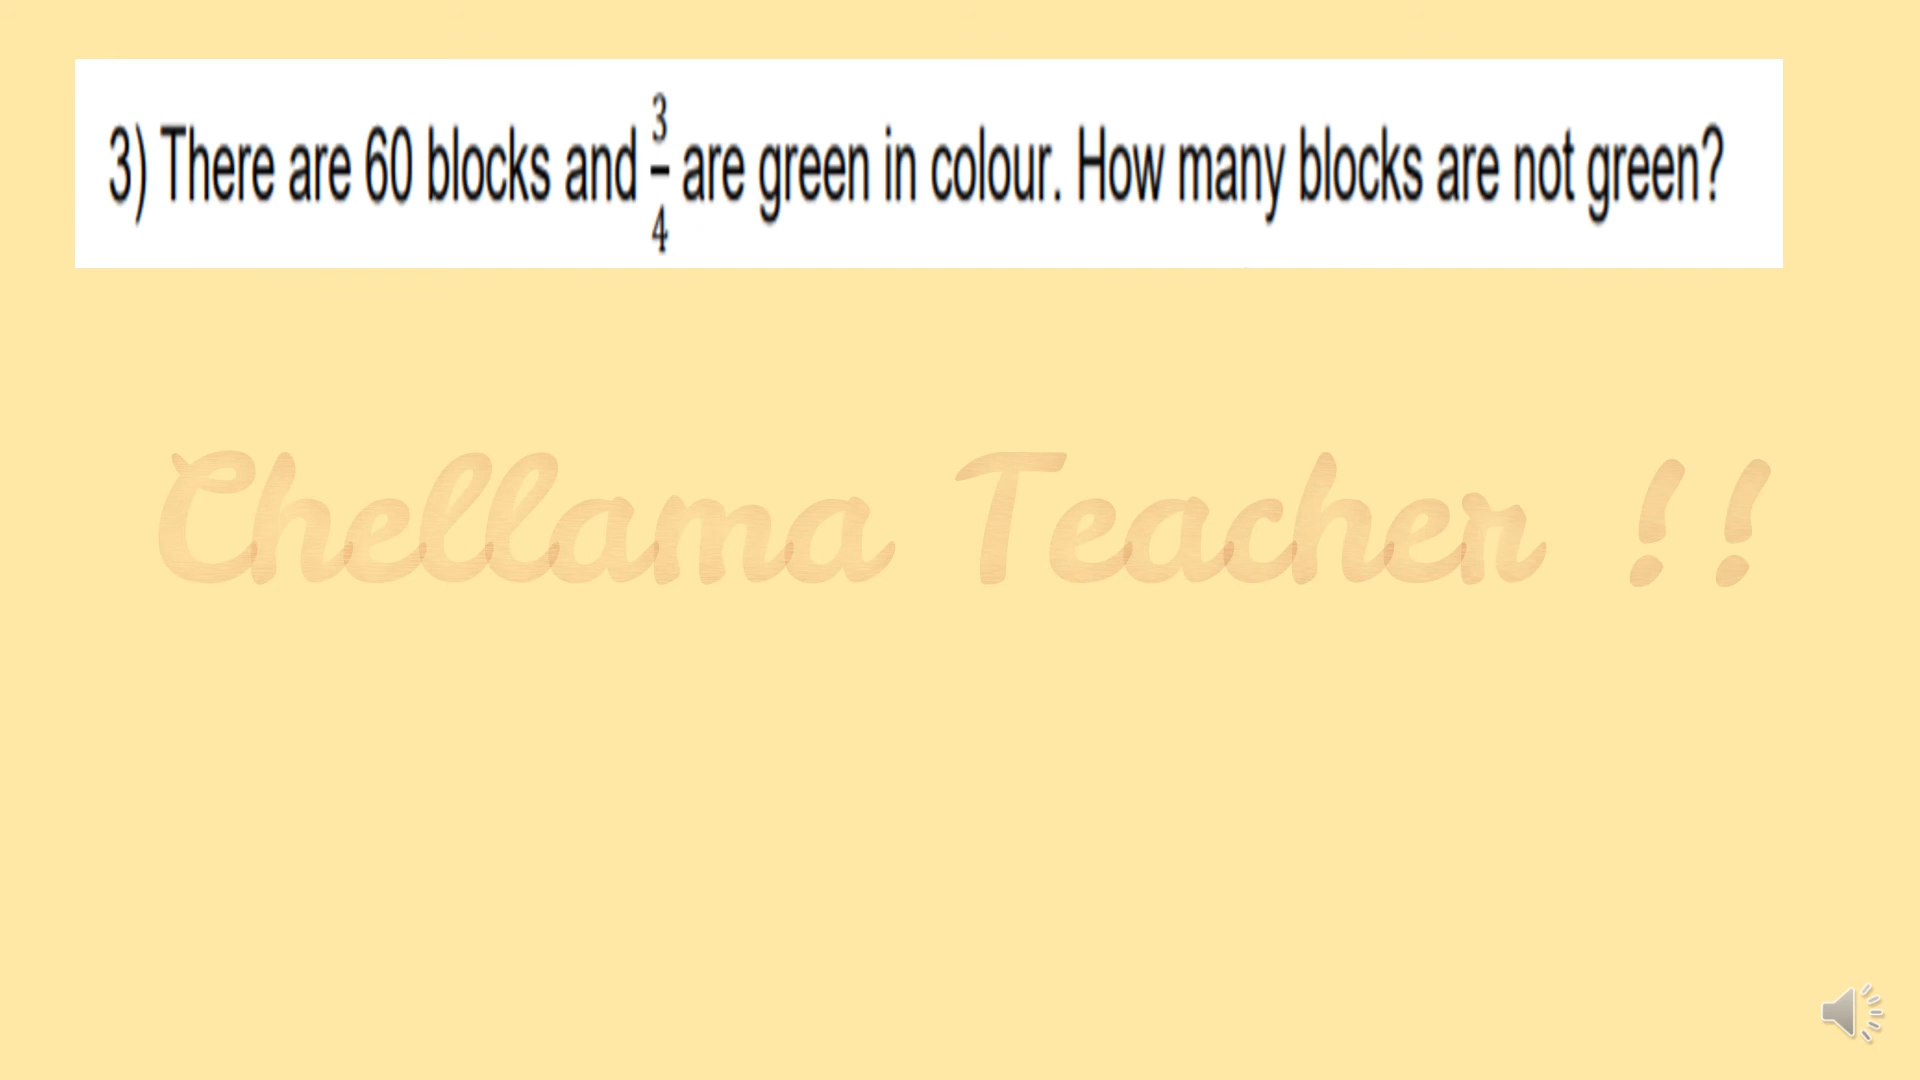 3) There are 60 blocks and 3/4 are green in colour. How many blocks are not green?
Chellama Teacher !!